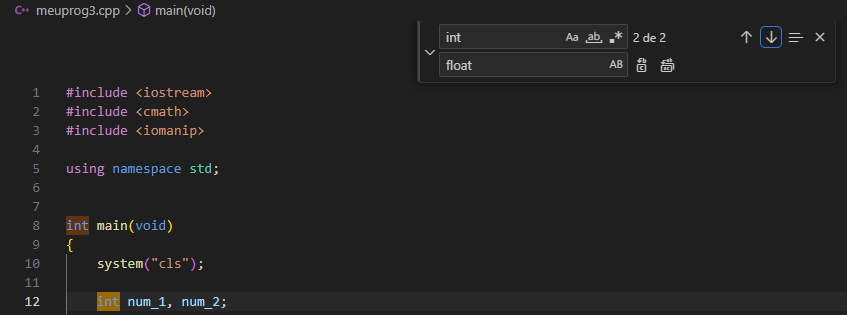 meuprog3.cpp > main(void)
int Aa ab, .* 2 de 2
float AB
1 #include <iostream>
2 #include <cmath>
3 #include <iomanip>
4
5 using namespace std;
6
7
8 int main(void)
9 {
10 system("cls");
11
12 int num_1, num_2;